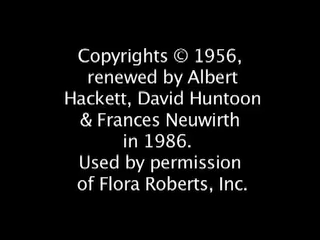 Copyrights © 1956,
renewed by Albert
Hackett, David Huntoon
& Frances Neuwirth
in 1986.
Used by permission
of Flora Roberts, Inc.